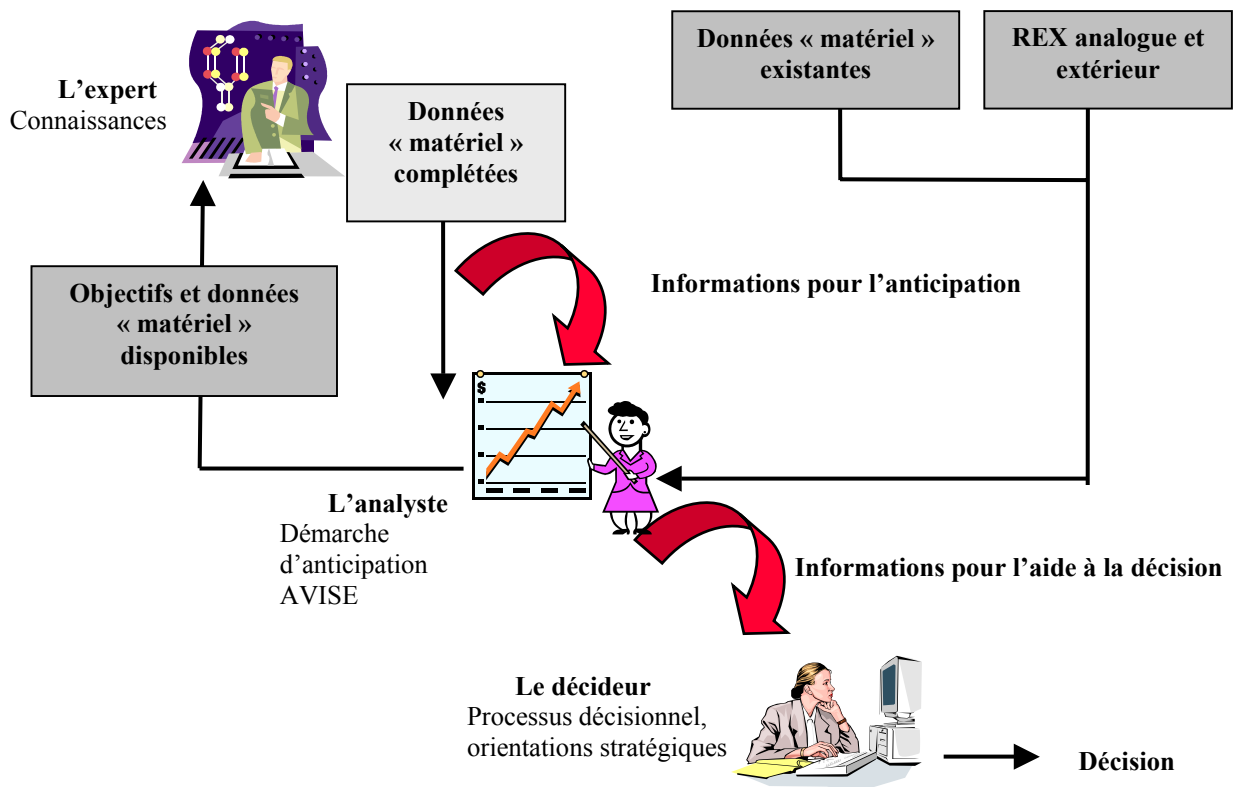 Données « matériel »
existantes
REX analogue et
extérieur
L’expert
Connaissances
Données
« matériel »
complétées
Objectifs et données
« matériel »
disponibles
Informations pour l’anticipation
$
L’analyste
Démarche
d’anticipation
AVISE
Informations pour l’aide à la décision
Le décideur
Processus décisionnel,
orientations stratégiques
Décision